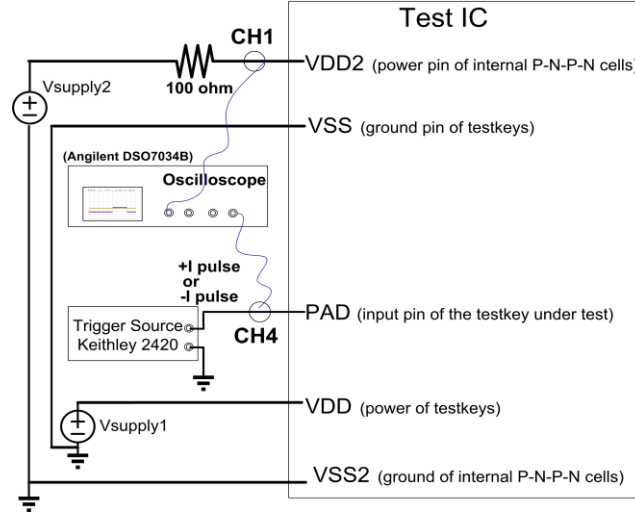 Test IC
CH1
VDD2 (power pin of internal P-N-P-N cells)
100 ohm
Vsupply2
VSS (ground pin of testkeys)
(Angilent DSO7034B)
Oscilloscope
+I pulse
or
-I pulse
PAD (input pin of the testkey under test)
Trigger Source
Keithley 2420
CH4
VDD (power of testkeys)
Vsupply1
VSS2 (ground of internal P-N-P-N cells)